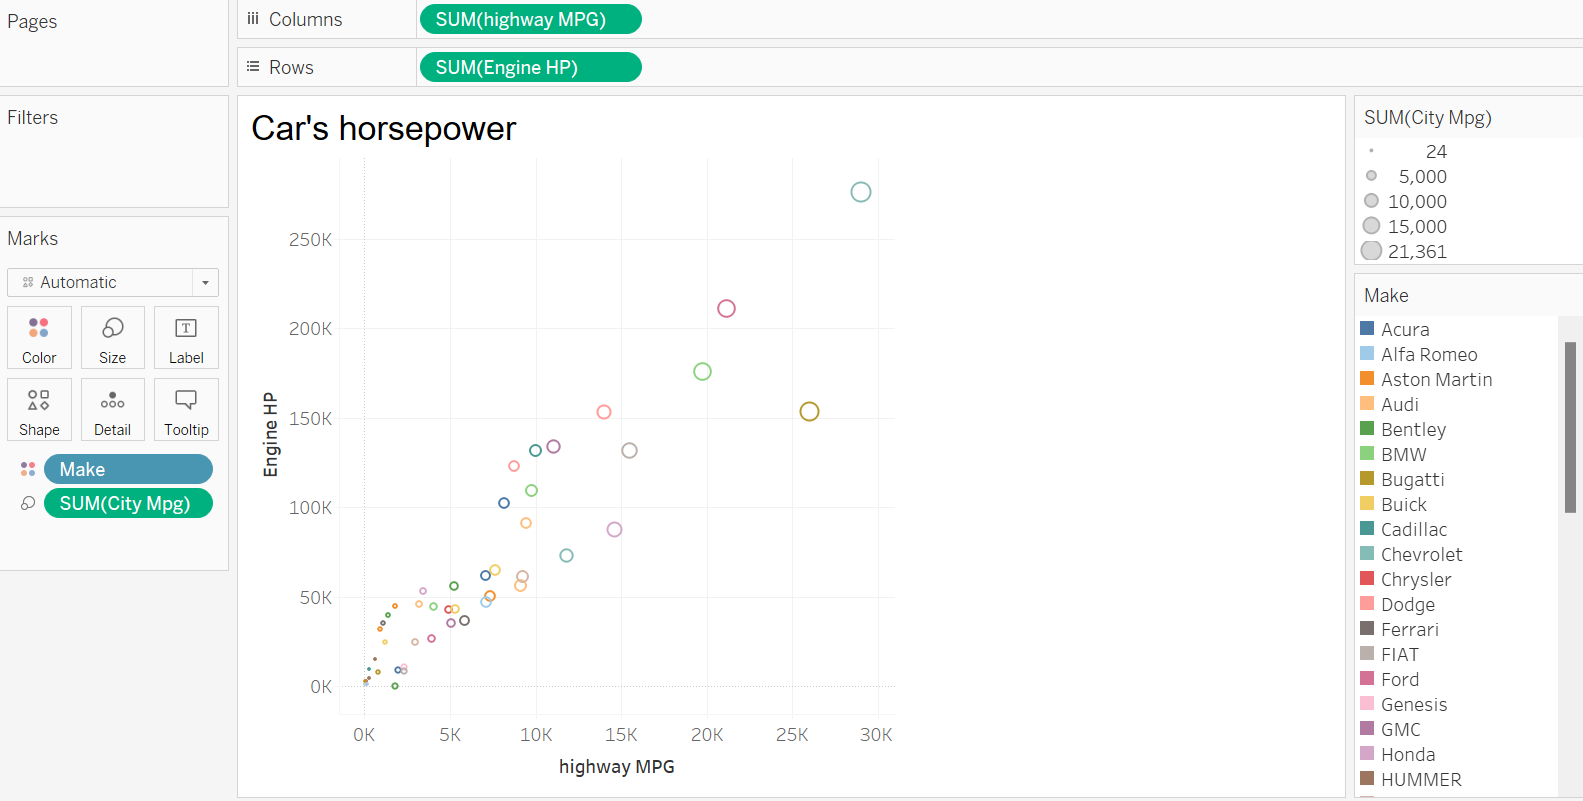 Pages
Columns
SUM(highway MPG)
Rows
SUM(Engine HP)
Filters
Marks
Automatic
Color
Size
Label
Shape
Detail
Tooltip
Make
SUM(City Mpg)
Car's horsepower
Engine HP
250K
200K
150K
100K
50K
0K
0K 5K 10K 15K 20K 25K 30K
highway MPG
SUM(City Mpg)
24
5,000
10,000
15,000
21,361
Make
Acura
Alfa Romeo
Aston Martin
Audi
Bentley
BMW
Bugatti
Buick
Cadillac
Chevrolet
Chrysler
Dodge
Ferrari
FIAT
Ford
Genesis
GMC
Honda
HUMMER